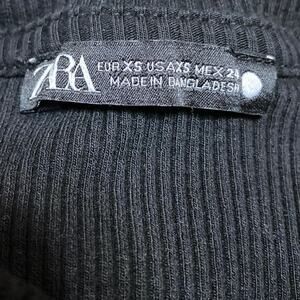 ZARA
EUR XS USA XS MEX 24
MADE IN BANGLADESH